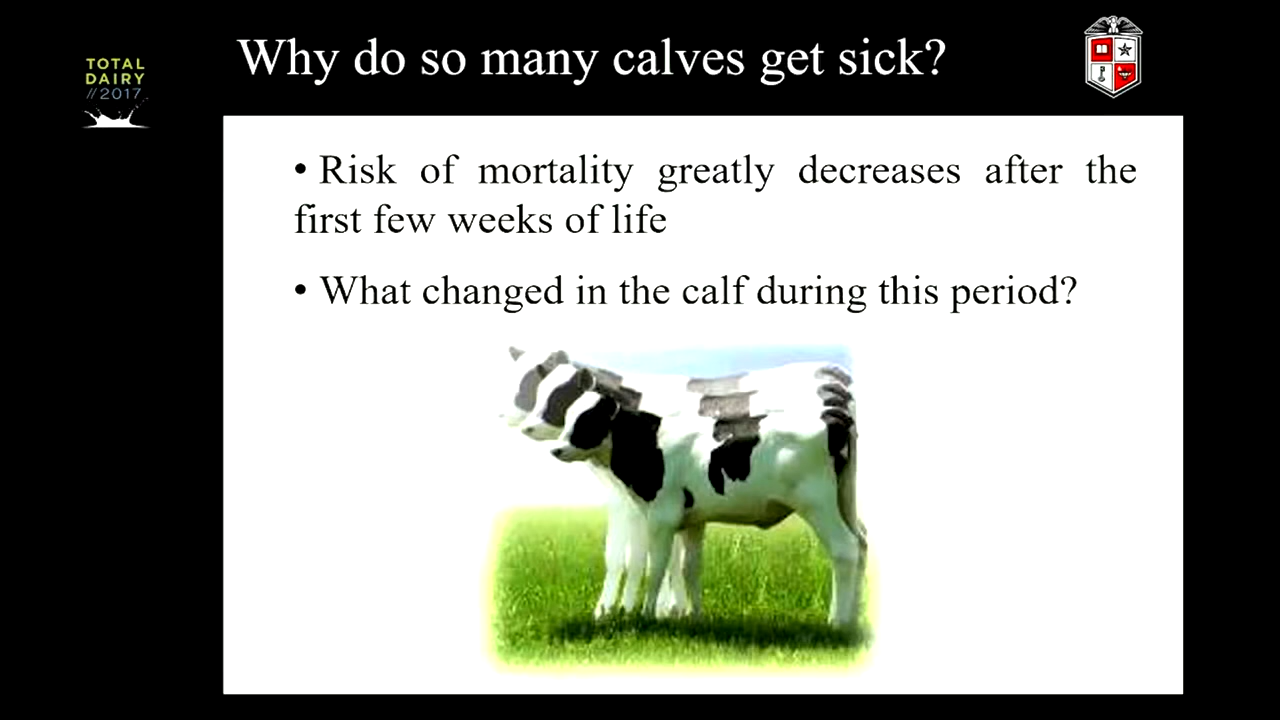 Why do so many calves get sick?
TOTAL
DAIRY
//2017
• Risk of mortality greatly decreases after the
first few weeks of life
• What changed in the calf during this period?